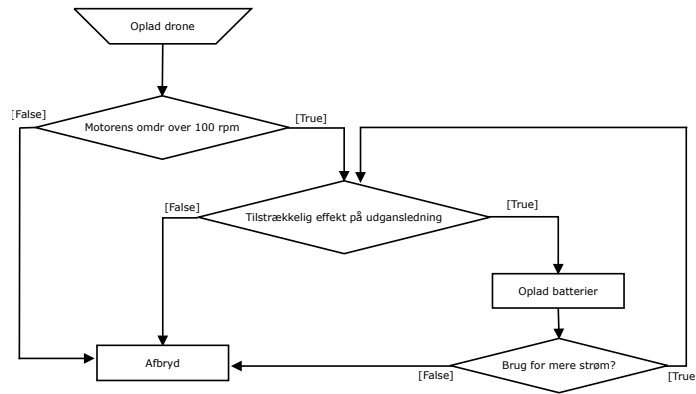 Oplad drone
[False]
Motorens omdr over 100 rpm
[True]
[False]
Tilstrækkelig effekt på udgansledning
[True]
Oplad batterier
Afbryd
[False]
Brug for mere strøm?
[True